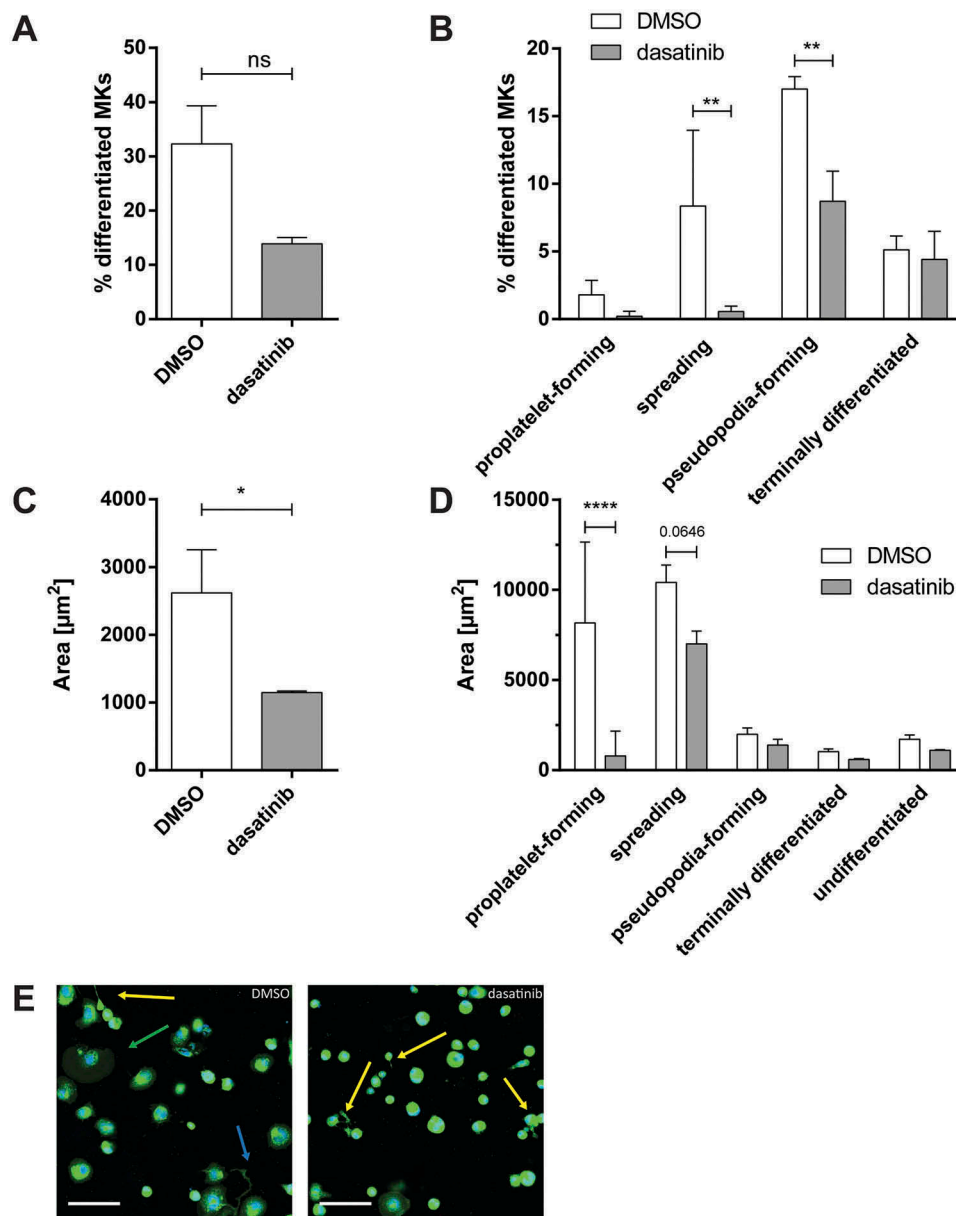 A
% differentiated MKs
50
40
30
20
10
0
ns
DMSO
dasatinib
B
% differentiated MKs
20
15
10
5
0
DMSO
dasatinib
**
**
proplatelet-forming
spreading
pseudopodia-forming
terminally differentiated
C
Area [µm²]
4000
3000
2000
1000
0
*
DMSO
dasatinib
D
Area [µm²]
15000
10000
5000
0
****
0.0646
DMSO
dasatinib
proplatelet-forming
spreading
pseudopodia-forming
terminally differentiated
undifferentiated
E
DMSO
dasatinib